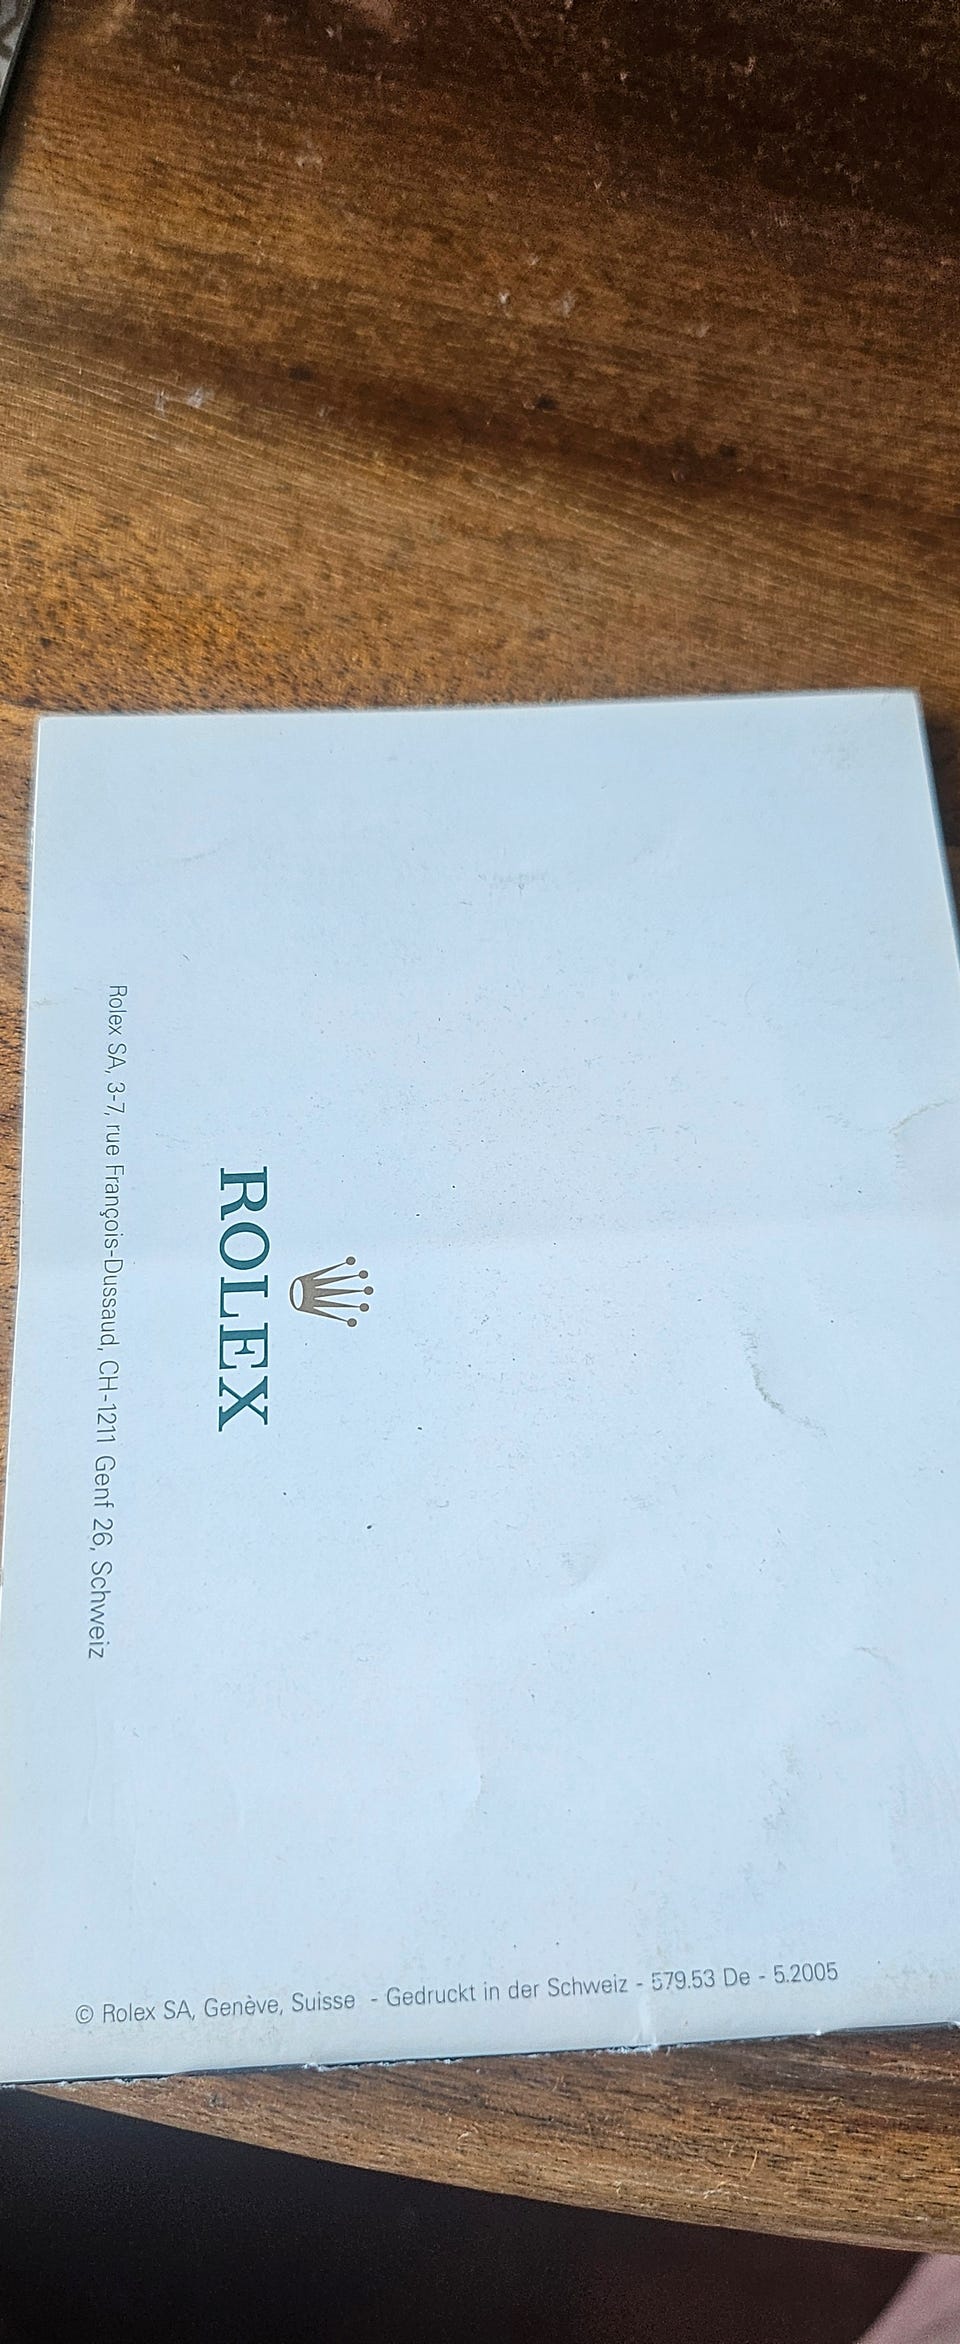 ROLEX
Rolex SA, 3-7, rue François-Dussaud, CH-1211 Genf 26, Schweiz
© Rolex SA, Genève, Suisse - Gedruckt in der Schweiz - 579.53 De - 5.2005